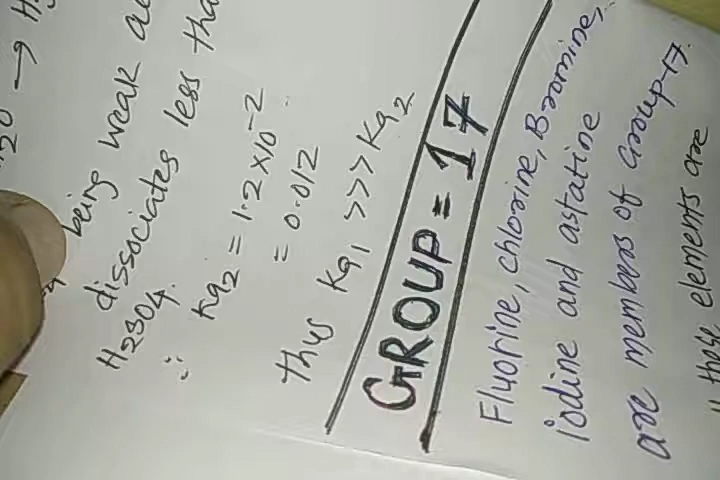 20 → H
being weak a
dissociates less tha
H2SO4.
∴ Ka2 = 1.2×10-2
= 0.012
thus Ka1 >>> Ka2
GROUP = 17
Fluorine, chlorine, Bromine,
iodine and astatine
are members of Group-17.
these elements are